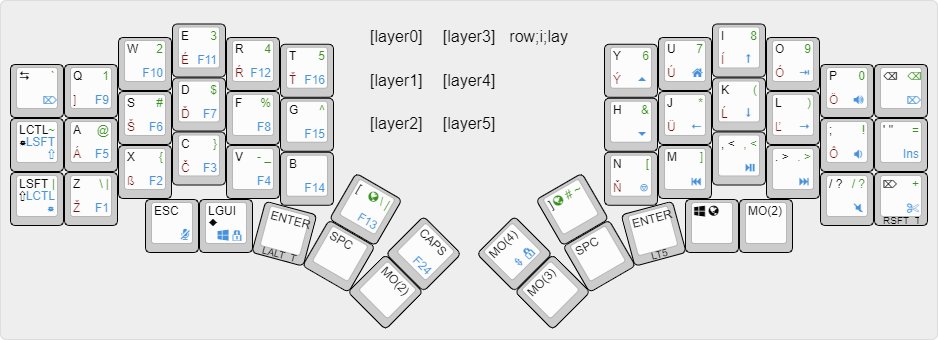 [layer0] [layer3] row;i;lay
[layer1] [layer4]
[layer2] [layer5]
⇆ `
⌦
Q 1
] F9
W 2
F10
E 3
É F11
R 4
Ŕ F12
T 5
Ť F16
Y 6
Ý
U 7
Ú
I 8
Í ↑
O 9
Ó ⇥
P 0
Ö
⌫ ⌫
⌦
LCTL~
LSFT
⇧
A @
Á F5
S #
Š F6
D $
Ď F7
F %
F8
G ^
F15
H &
J *
Ü ←
K (
Ĺ ↓
L )
Ľ →
; !
Ô
' " =
Ins
LSFT |
⇧LCTL
Z \ |
Ž F1
X {
ß F2
C }
Č F3
V - _
F4
B
F14
N [
Ň
M ]
, < , <
. > . >
/ ? / ?
⌦ +
RSFT_T
ESC
LGUI
◆
ENTER
LALT_T
SPC
[ \ |
F13
MO(2)
CAPS
F24
MO(4)
MO(3)
] # ~
SPC
ENTER
LT5
MO(2)